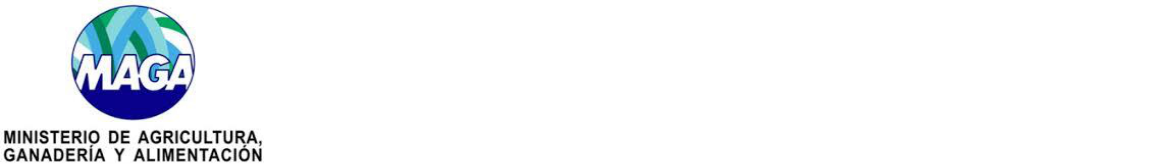 MAGA
MINISTERIO DE AGRICULTURA,
GANADERÍA Y ALIMENTACIÓN